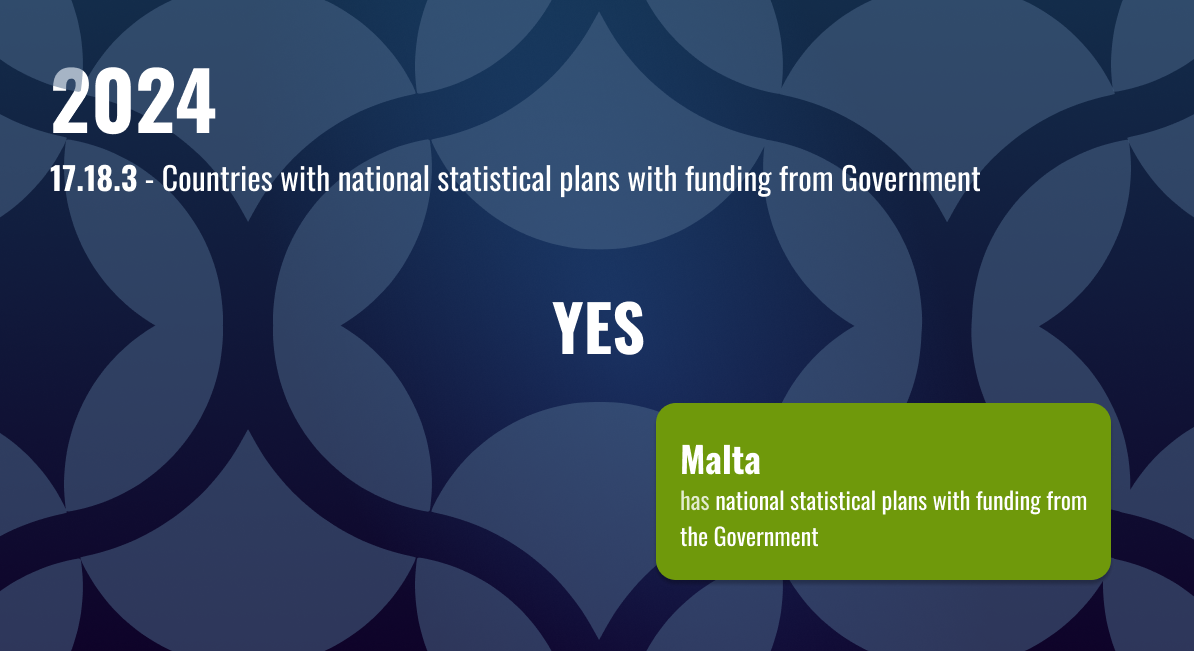 2024
17.18.3 - Countries with national statistical plans with funding from Government
YES
Malta
has national statistical plans with funding from
the Government